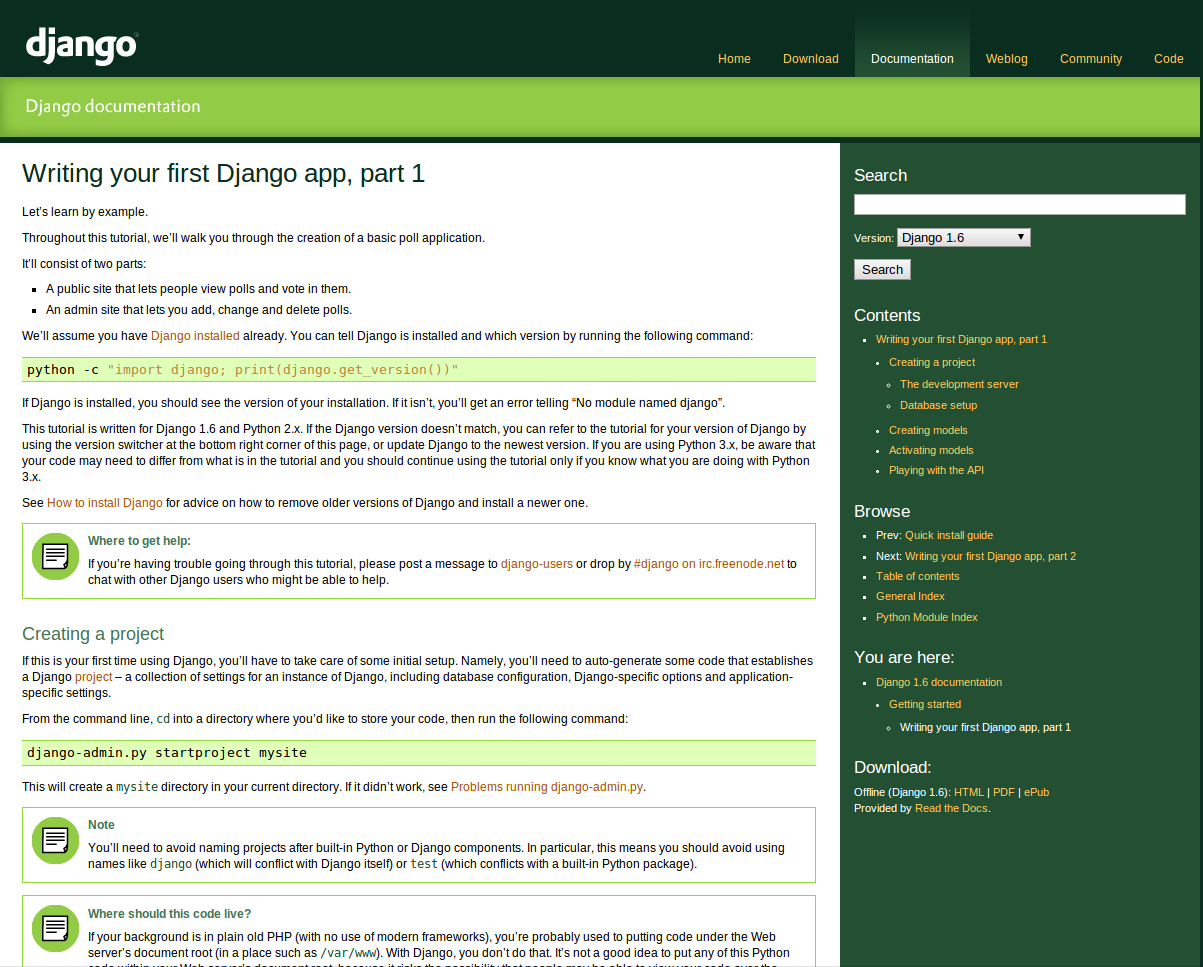 django
Home Download Documentation Weblog Community Code
Django documentation
Writing your first Django app, part 1
Let’s learn by example.
Throughout this tutorial, we’ll walk you through the creation of a basic poll application.
It’ll consist of two parts:
A public site that lets people view polls and vote in them.
An admin site that lets you add, change and delete polls.
We’ll assume you have Django installed already. You can tell Django is installed and which version by running the following command:
python -c "import django; print(django.get_version())"
If Django is installed, you should see the version of your installation. If it isn’t, you’ll get an error telling “No module named django”.
This tutorial is written for Django 1.6 and Python 2.x. If the Django version doesn’t match, you can refer to the tutorial for your version of Django by
using the version switcher at the bottom right corner of this page, or update Django to the newest version. If you are using Python 3.x, be aware that
your code may need to differ from what is in the tutorial and you should continue using the tutorial only if you know what you are doing with Python
3.x.
See How to install Django for advice on how to remove older versions of Django and install a newer one.
Where to get help:
If you’re having trouble going through this tutorial, please post a message to django-users or drop by #django on irc.freenode.net to
chat with other Django users who might be able to help.
Creating a project
If this is your first time using Django, you’ll have to take care of some initial setup. Namely, you’ll need to auto-generate some code that establishes
a Django project – a collection of settings for an instance of Django, including database configuration, Django-specific options and application-
specific settings.
From the command line, cd into a directory where you’d like to store your code, then run the following command:
django-admin.py startproject mysite
This will create a mysite directory in your current directory. If it didn’t work, see Problems running django-admin.py.
Note
You’ll need to avoid naming projects after built-in Python or Django components. In particular, this means you should avoid using
names like django (which will conflict with Django itself) or test (which conflicts with a built-in Python package).
Where should this code live?
If your background is in plain old PHP (with no use of modern frameworks), you’re probably used to putting code under the Web
server’s document root (in a place such as /var/www). With Django, you don’t do that. It’s not a good idea to put any of this Python
code within your Web server’s document root, because it risks the possibility that people may be able to view your code over the
Search
Version: Django 1.6
Search
Contents
Writing your first Django app, part 1
Creating a project
The development server
Database setup
Creating models
Activating models
Playing with the API
Browse
Prev: Quick install guide
Next: Writing your first Django app, part 2
Table of contents
General Index
Python Module Index
You are here:
Django 1.6 documentation
Getting started
Writing your first Django app, part 1
Download:
Offline (Django 1.6): HTML | PDF | ePub
Provided by Read the Docs.